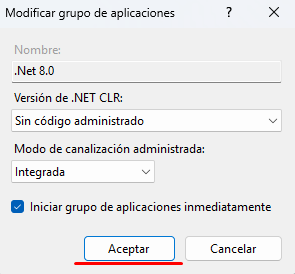 Modificar grupo de aplicaciones ? ×
Nombre:
.Net 8.0
Versión de .NET CLR:
Sin código administrado
Modo de canalización administrada:
Integrada
Iniciar grupo de aplicaciones inmediatamente
Aceptar Cancelar